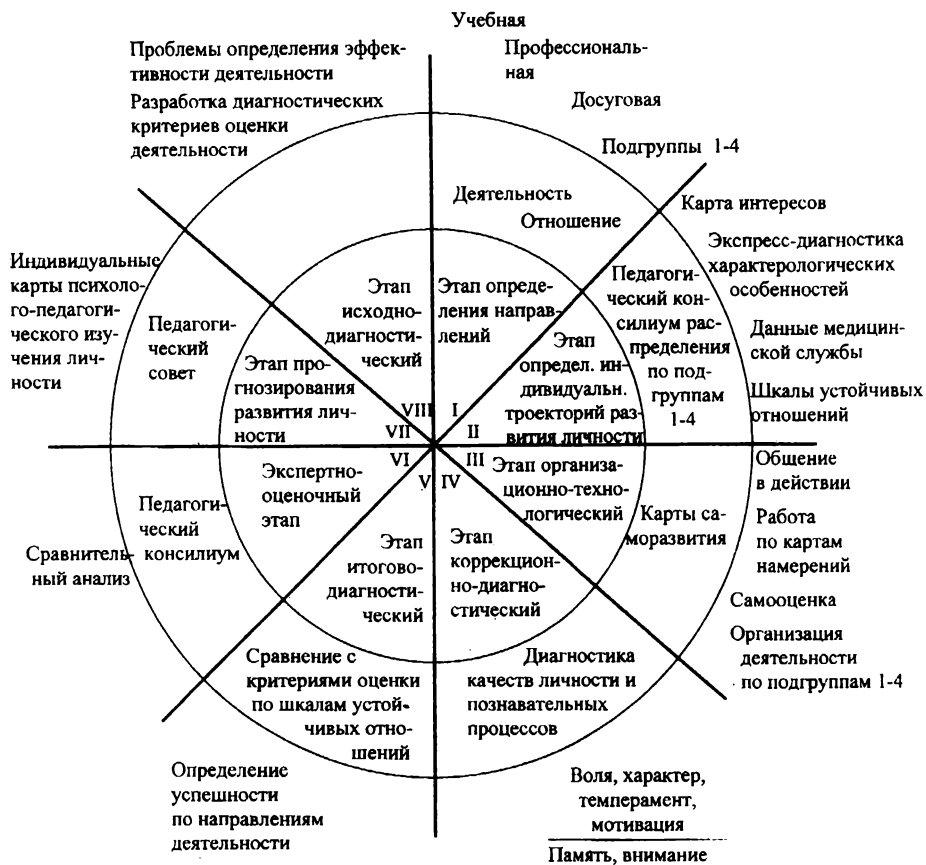 Учебная
Профессиональ-
ная
Досуговая
Подгруппы 1-4
Проблемы определения эффек-
тивности деятельности
Разработка диагностических
критериев оценки
деятельности
Деятельность
Отношение
Карта интересов
Экспресс-диагностика
характерологических
особенностей
Данные медицин-
ской службы
Шкалы устойчивых
отношений
Педагоги-
ческий кон-
силиум рас-
пределения
по под-
группам
1-4
Индивидуальные
карты психоло-
го-педагоги-
ческого изу-
чения лич-
ности
Педагоги-
ческий
совет
Этап
исходно-
диагности-
ческий
Этап опреде-
ления направ-
лений
Этап
определ. ин-
дивидуальн.
траекторий раз-
вития личности
Этап про-
гнозирования
развития лич-
ности
VIII I
VII II
VI III
V IV
Экспертно-
оценочный
этап
Этап организа-
ционно-техно-
логический
Педагоги-
ческий
консилиум
Сравнитель-
ный анализ
Этап
итогово-
диагности-
ческий
Этап
коррекцион-
но-диагно-
стический
Карты са-
моразвития
Общение
в действии
Работа
по картам
намерений
Самооценка
Организация
деятельности
по подгруппам 1-4
Сравнение с
критериями оценки
по шкалам устой-
чивых отно-
шений
Диагностика
качеств личности и
познавательных
процессов
Определение
успешности
по направлениям
деятельности
Воля, характер,
темперамент,
мотивация
Память, внимание